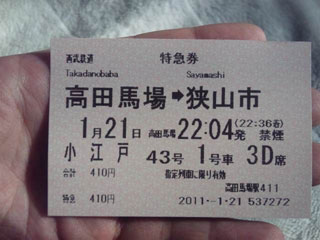 西武鉄道 特急券
Takadanobaba Sayamashi
高田馬場➡狭山市
1月21日 高田馬場 22:04発 (22:36着) 禁煙
小江戸 43号 1号車 3D席
合計 410円 指定列車に限り有効
特急 410円 高田馬場駅411
2011.-1.21 537272